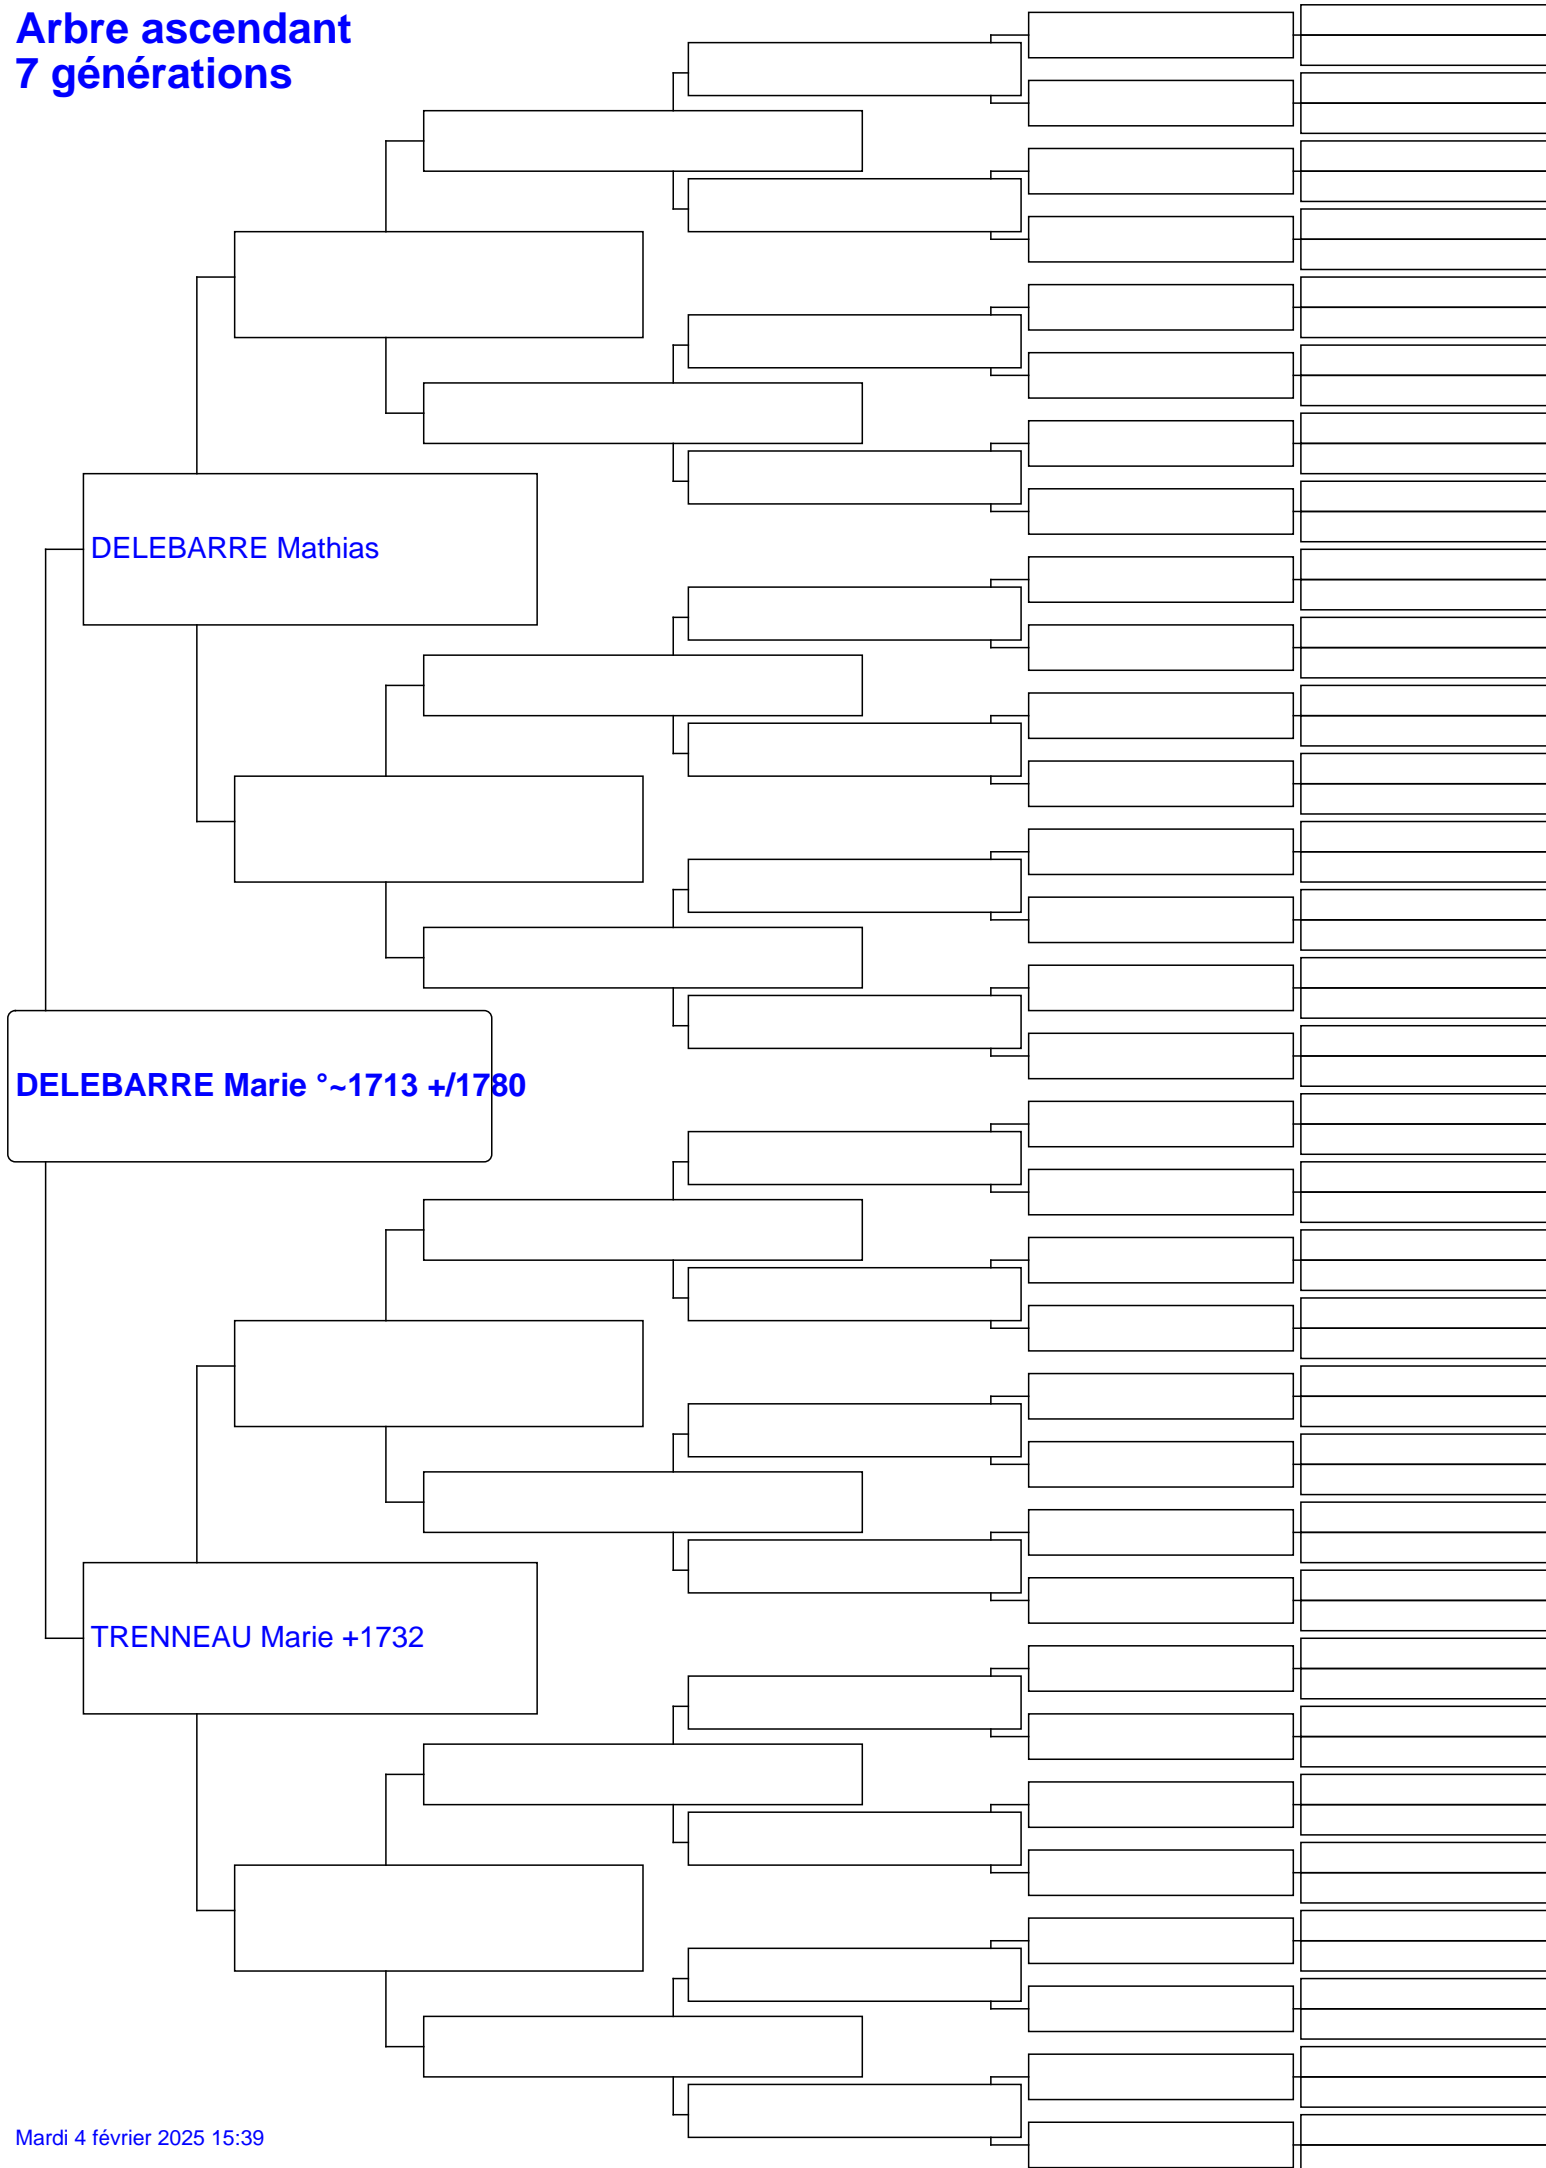 Arbre ascendant
7 générations
DELEBARRE Mathias
DELEBARRE Marie °~1713 +/1780
TRENNEAU Marie +1732
Mardi 4 février 2025 15:39